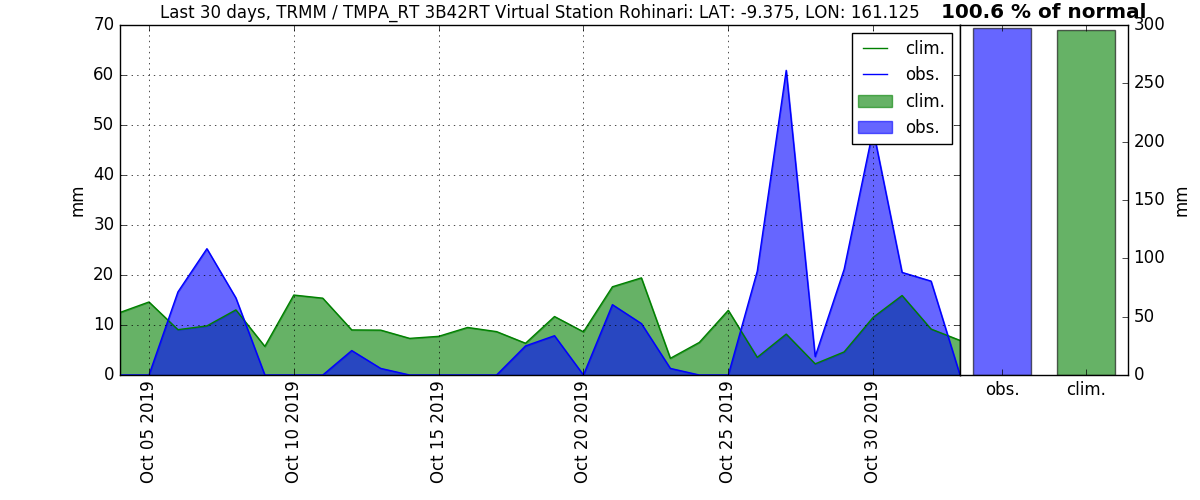 Last 30 days, TRMM / TMPA_RT 3B42RT Virtual Station Rohinari: LAT: -9.375, LON: 161.125
100.6 % of normal
70
60
50
40
30
20
10
0
mm
clim.
obs.
clim.
obs.
Oct 05 2019
Oct 10 2019
Oct 15 2019
Oct 20 2019
Oct 25 2019
Oct 30 2019
300
250
200
150
100
50
0
mm
obs.
clim.